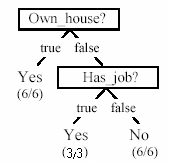 Own_house?
true false
Yes
(6/6)
Has_job?
true false
Yes No
(3/3) (6/6)